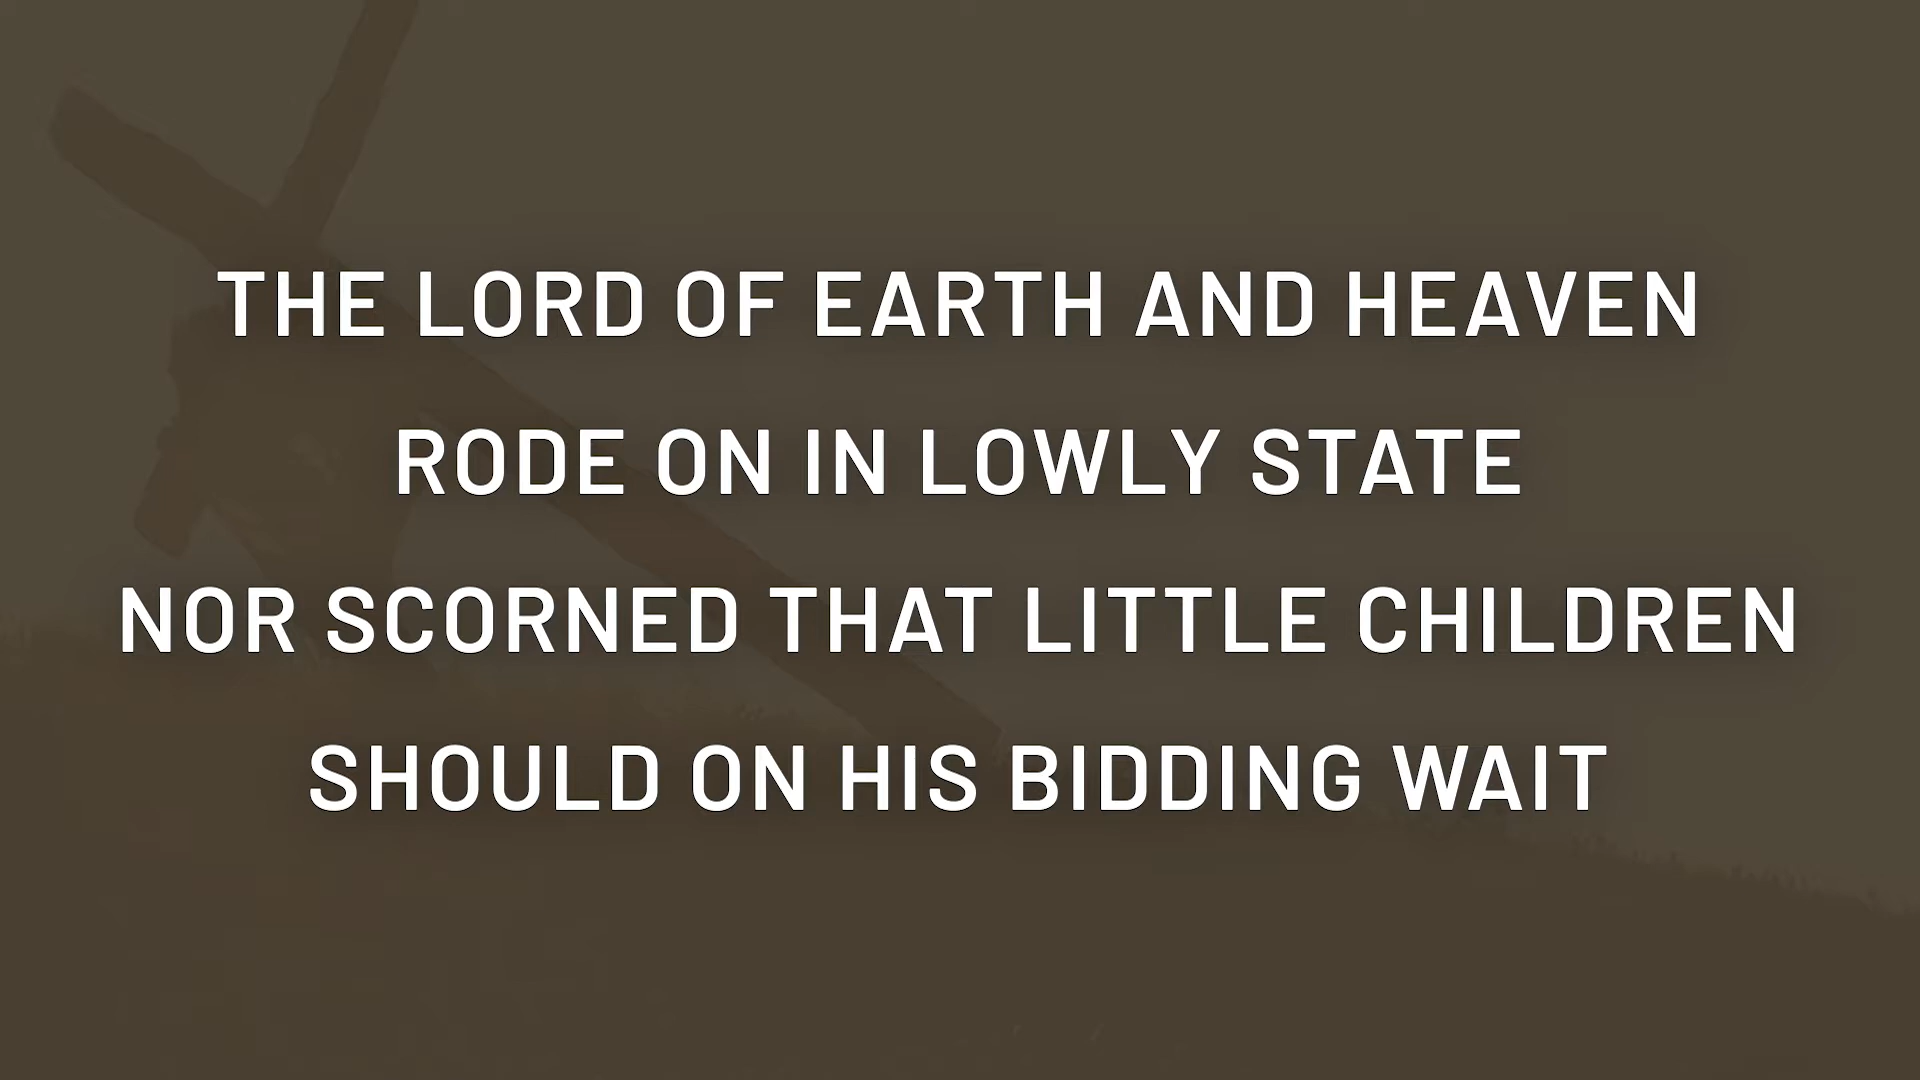 THE LORD OF EARTH AND HEAVEN
RODE ON IN LOWLY STATE
NOR SCORNED THAT LITTLE CHILDREN
SHOULD ON HIS BIDDING WAIT